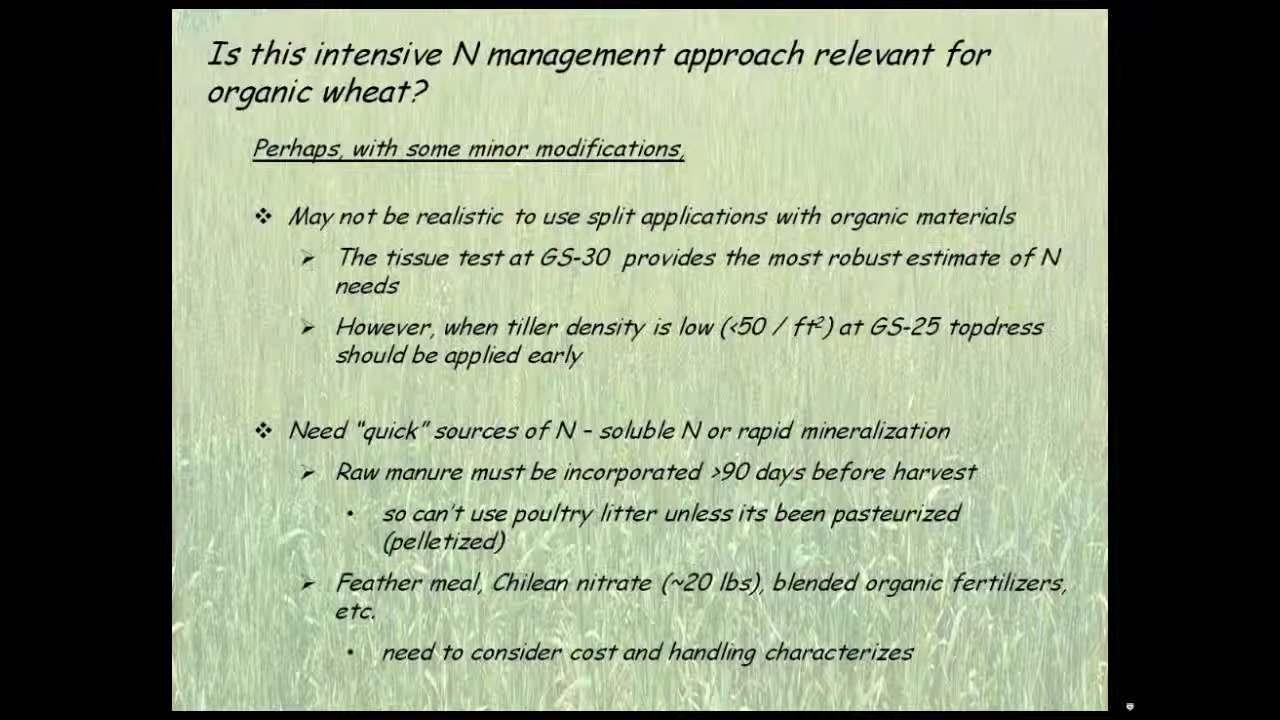 Is this intensive N management approach relevant for
organic wheat?
Perhaps, with some minor modifications,
❖ May not be realistic to use split applications with organic materials
➢ The tissue test at GS-30 provides the most robust estimate of N
needs
➢ However, when tiller density is low (<50 / ft²) at GS-25 topdress
should be applied early
❖ Need "quick" sources of N – soluble N or rapid mineralization
➢ Raw manure must be incorporated >90 days before harvest
• so can't use poultry litter unless its been pasteurized
(pelletized)
➢ Feather meal, Chilean nitrate (~20 lbs), blended organic fertilizers,
etc.
• need to consider cost and handling characterizes